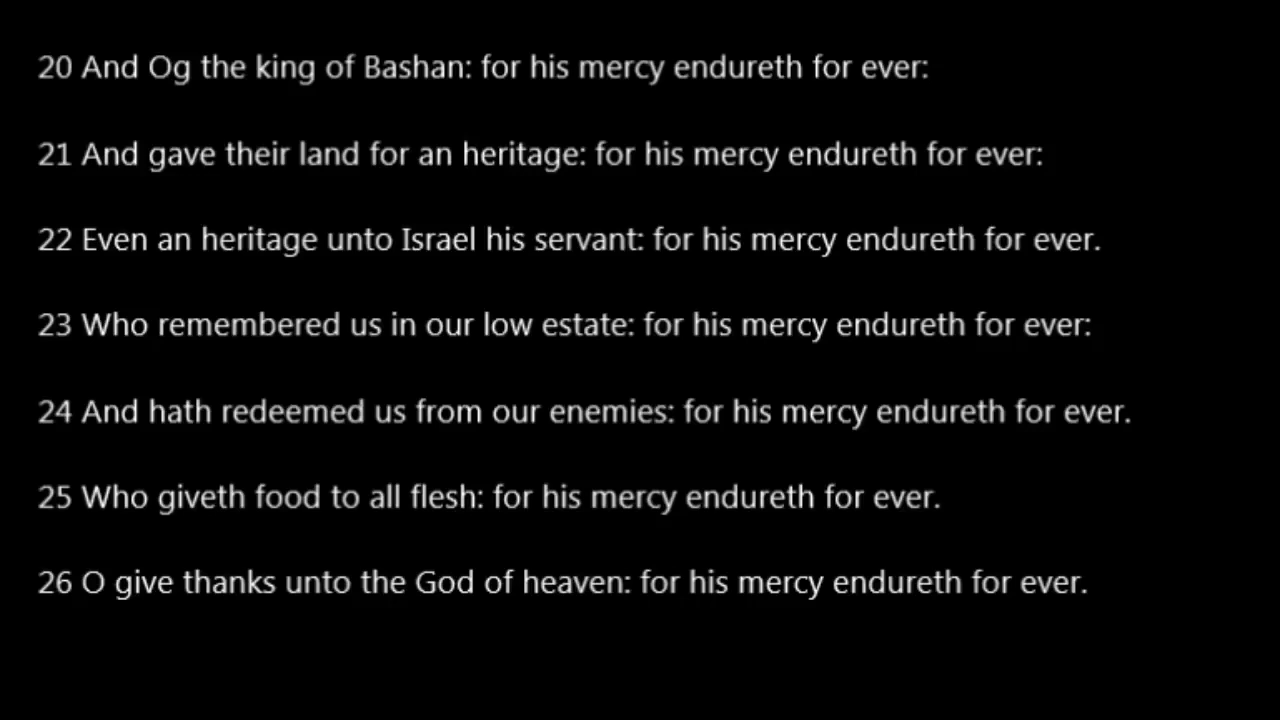 20 And Og the king of Bashan: for his mercy endureth for ever:
21 And gave their land for an heritage: for his mercy endureth for ever:
22 Even an heritage unto Israel his servant: for his mercy endureth for ever.
23 Who remembered us in our low estate: for his mercy endureth for ever:
24 And hath redeemed us from our enemies: for his mercy endureth for ever.
25 Who giveth food to all flesh: for his mercy endureth for ever.
26 O give thanks unto the God of heaven: for his mercy endureth for ever.